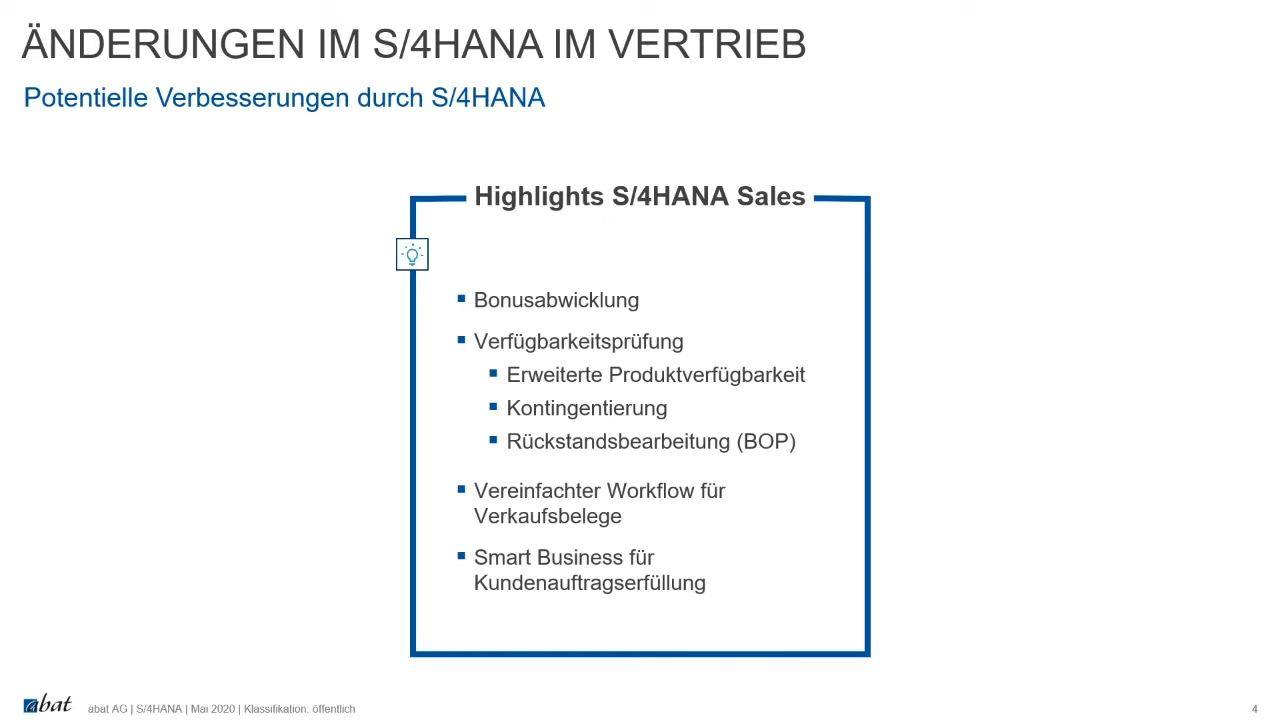 ÄNDERUNGEN IM S/4HANA IM VERTRIEB
Potentielle Verbesserungen durch S/4HANA
Highlights S/4HANA Sales
Bonusabwicklung
Verfügbarkeitsprüfung
Erweiterte Produktverfügbarkeit
Kontingentierung
Rückstandsbearbeitung (BOP)
Vereinfachter Workflow für
Verkaufsbelege
Smart Business für
Kundenauftragserfüllung
abat
abat AG | S/4HANA | Mai 2020 | Klassifikation: öffentlich
4